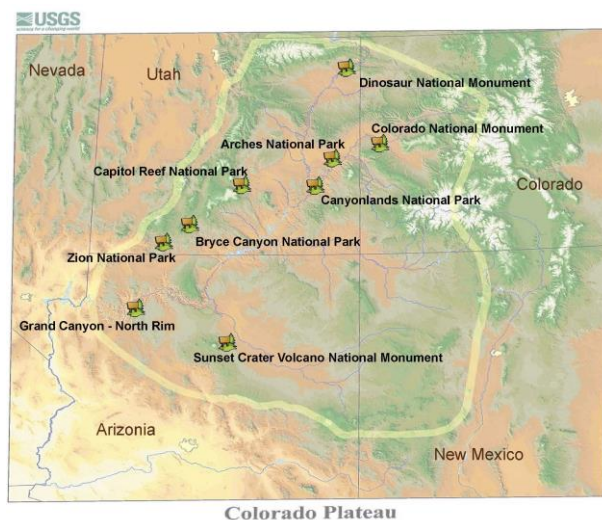 USGS
science for a changing world
Nevada
Utah
Dinosaur National Monument
Colorado National Monument
Arches National Park
Capitol Reef National Park
Canyonlands National Park
Colorado
Bryce Canyon National Park
Zion National Park
Grand Canyon - North Rim
Sunset Crater Volcano National Monument
Arizonia
New Mexico
Colorado Plateau